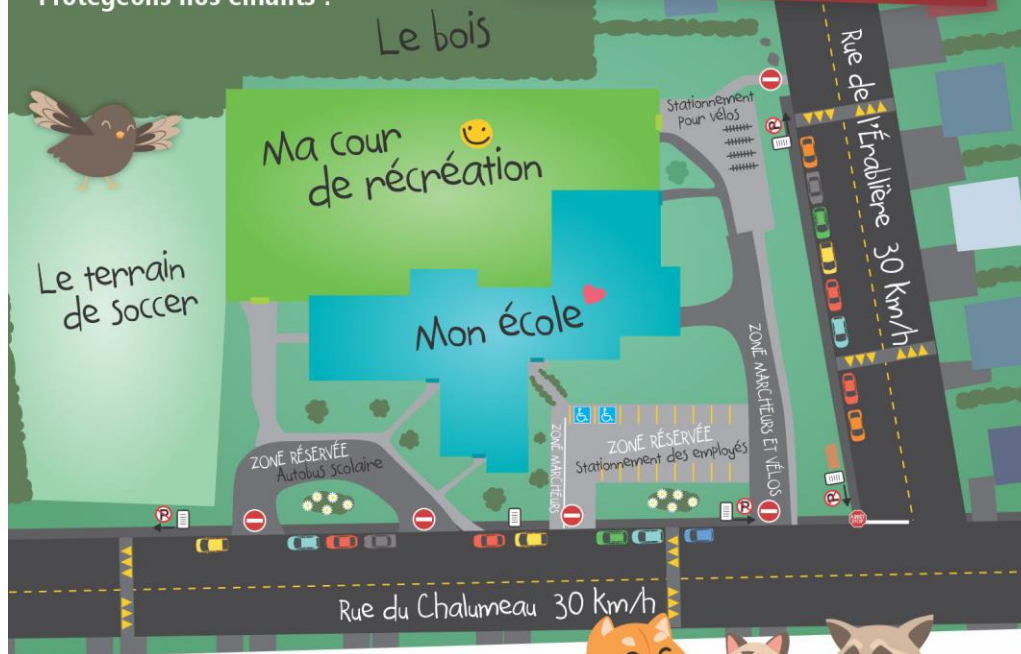 Protégeons nos enfants !
Le bois
Rue de l'Érablière 30 Km/h
Stationnement
pour vélos
P
Ma cour
de récréation
Le terrain
de soccer
Mon école
ZONE MARCHEURS ET VÉLOS
ZONE RÉSERVÉE
Autobus scolaire
ZONE MARCHEURS
ZONE RÉSERVÉE
Stationnement des employés
P
P
P
ARRÊT
STOP
Rue du Chalumeau 30 Km/h